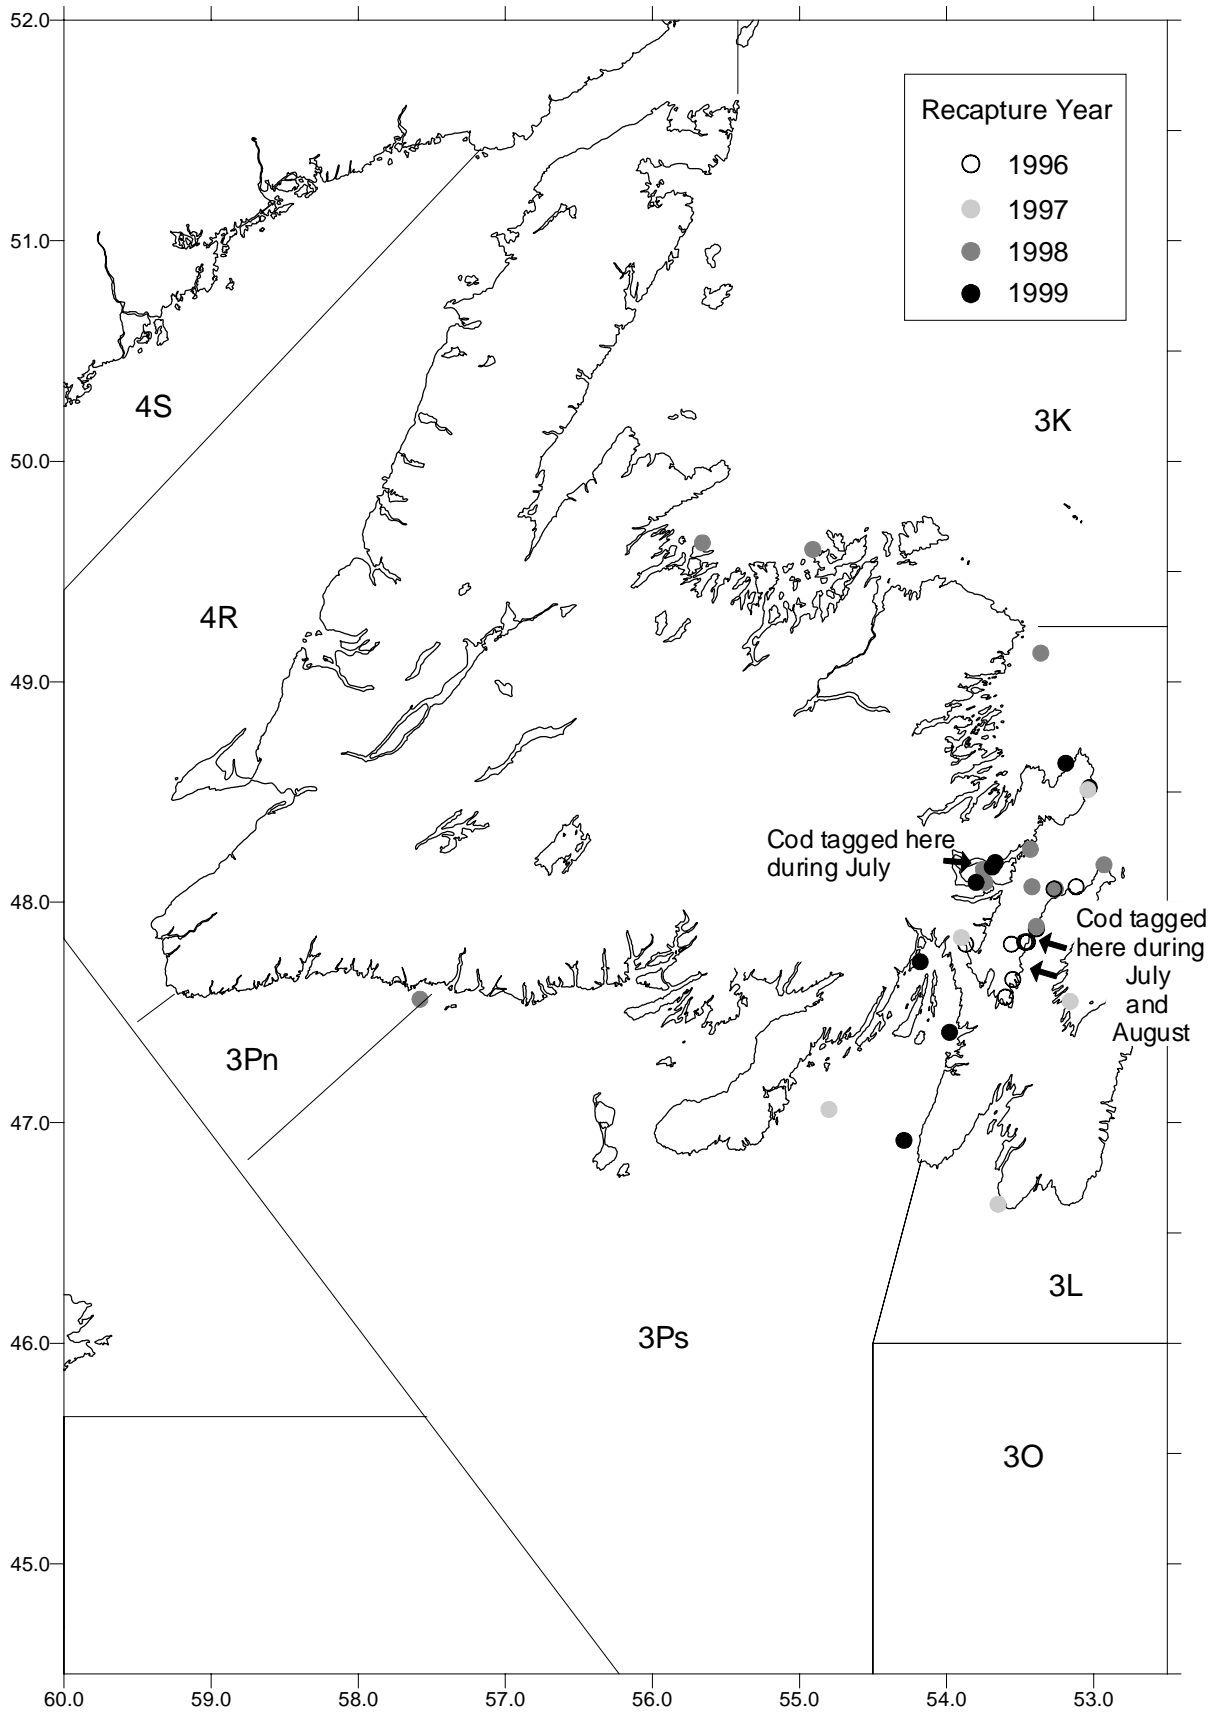 52.0
Recapture Year
1996
1997
1998
1999
51.0
4S
3K
50.0
4R
49.0
Cod tagged here
during July
48.0
Cod tagged
here during
July
and
August
3Pn
47.0
3L
3Ps
46.0
3O
45.0
60.0 59.0 58.0 57.0 56.0 55.0 54.0 53.0